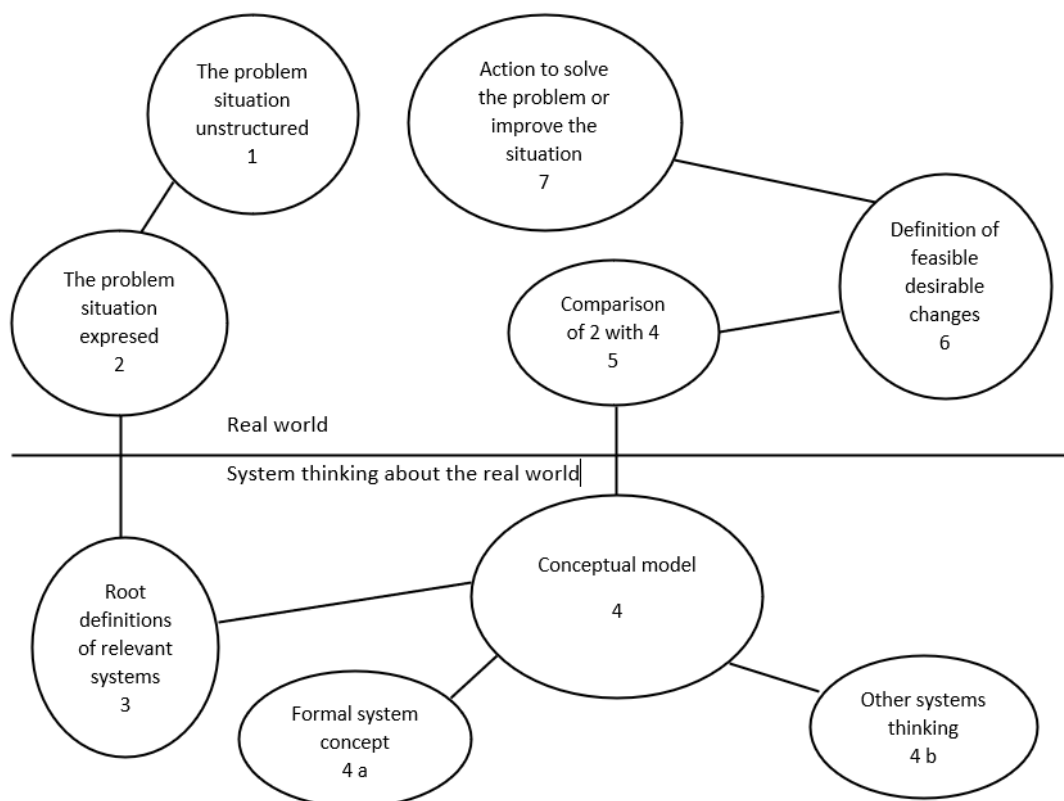 The problem
situation
unstructured
1
Action to solve
the problem or
improve the
situation
7
The problem
situation
expresed
2
Comparison
of 2 with 4
5
Definition of
feasible
desirable
changes
6
Real world
System thinking about the real world
Root
definitions
of relevant
systems
3
Conceptual model
4
Formal system
concept
4 a
Other systems
thinking
4 b